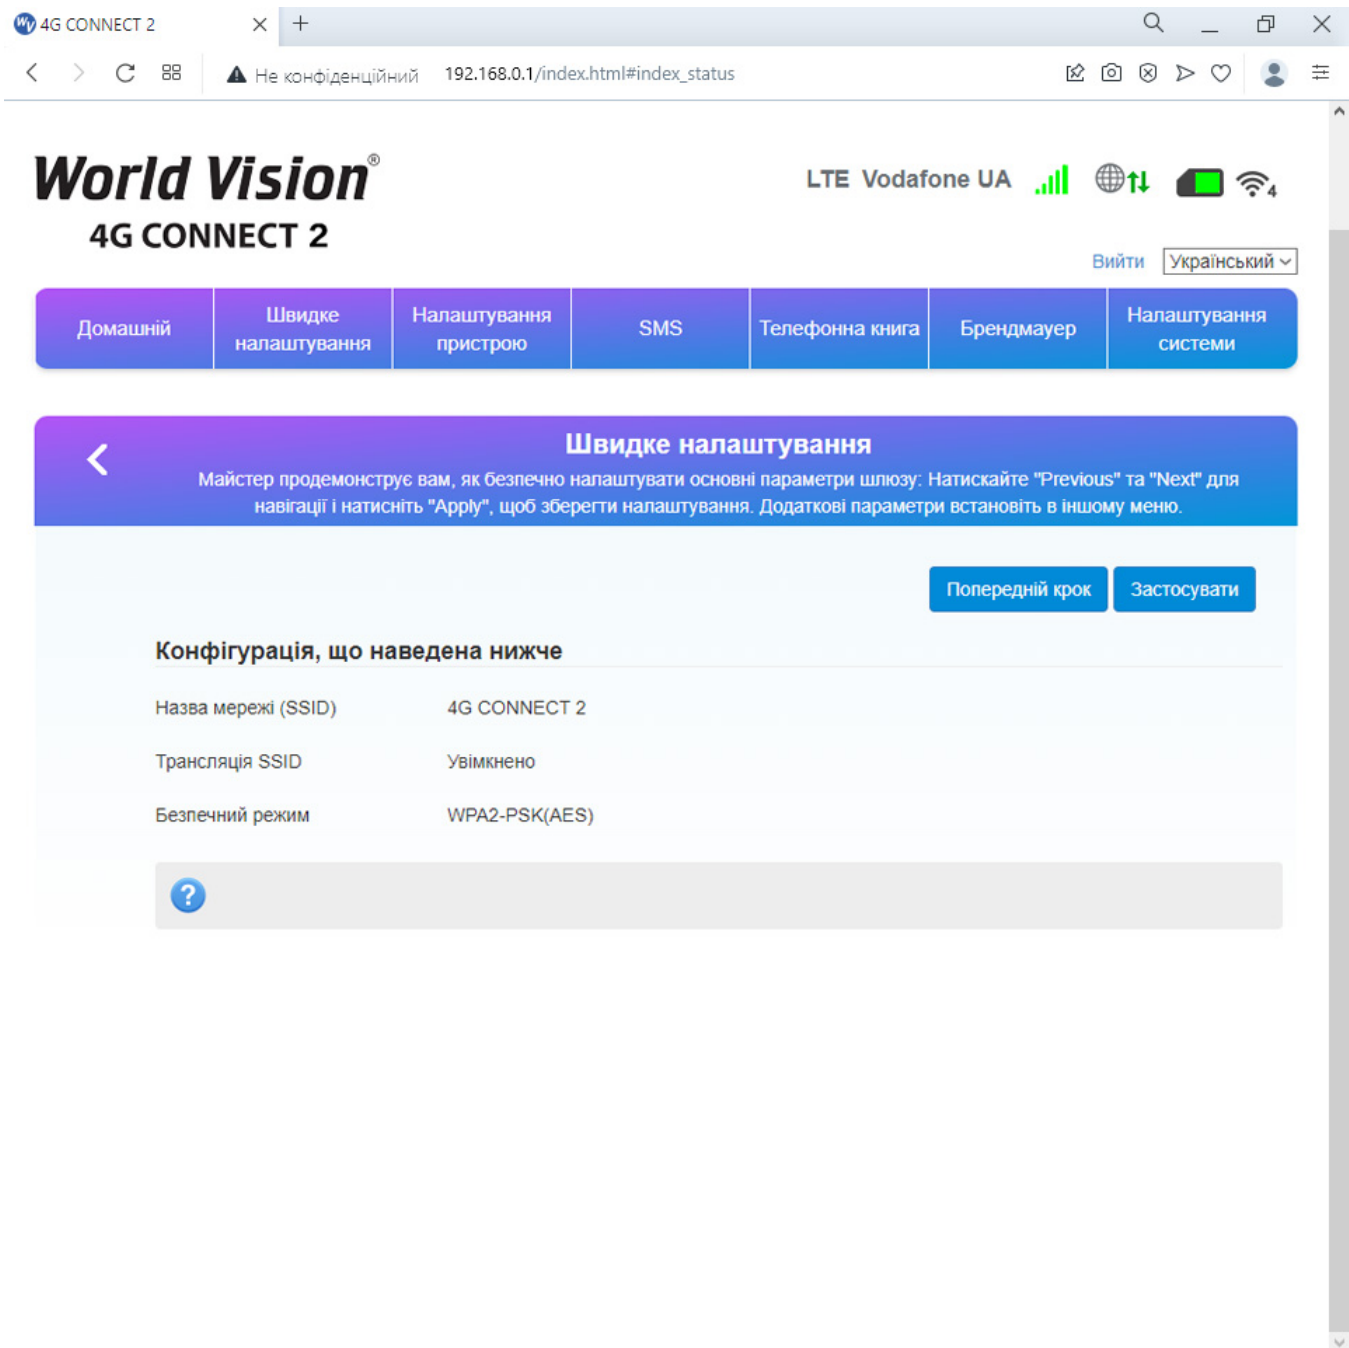 4G CONNECT 2
Не конфіденційний 192.168.0.1/index.html#index_status
World Vision®
4G CONNECT 2
LTE Vodafone UA
4
Вийти Український
Домашній
Швидке
налаштування
Налаштування
пристрою
SMS
Телефонна книга
Брендмауер
Налаштування
системи
Швидке налаштування
Майстер продемонструє вам, як безпечно налаштувати основні параметри шлюзу: Натискайте "Previous" та "Next" для
навігації і натисніть "Apply", щоб зберегти налаштування. Додаткові параметри встановіть в іншому меню.
Попередній крок Застосувати
Конфігурація, що наведена нижче
Назва мережі (SSID) 4G CONNECT 2
Трансляція SSID Увімкнено
Безпечний режим WPA2-PSK(AES)